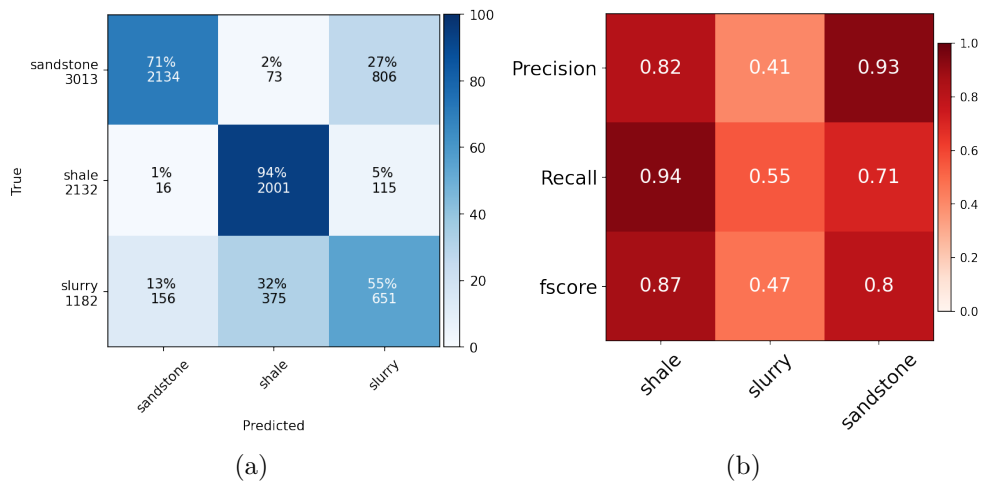 sandstone
3013
71%
2134
2%
73
27%
806
shale
2132
1%
16
94%
2001
5%
115
slurry
1182
13%
156
32%
375
55%
651
True
sandstone
shale
slurry
Predicted
100
80
60
40
20
0
(a)
Precision
0.82
0.41
0.93
Recall
0.94
0.55
0.71
fscore
0.87
0.47
0.8
shale
slurry
sandstone
1.0
0.8
0.6
0.4
0.2
0.0
(b)